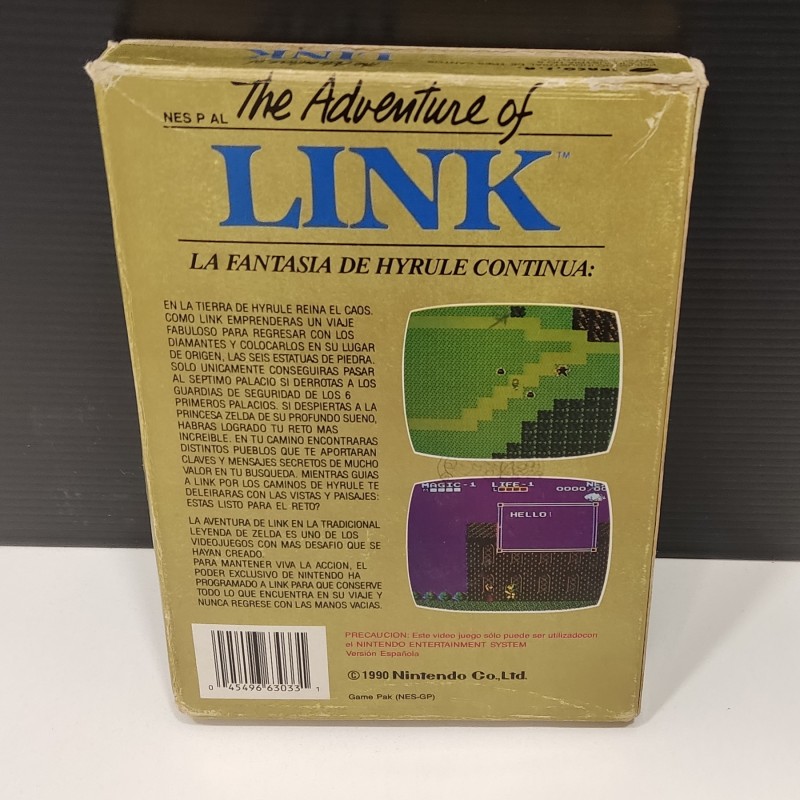 The Adventure of
LINK
NES P AL
The Adventure of
LINK™
LA FANTASIA DE HYRULE CONTINUA:
EN LA TIERRA DE HYRULE REINA EL CAOS.
COMO LINK EMPRENDERAS UN VIAJE
FABULOSO PARA REGRESAR CON LOS
DIAMANTES Y COLOCARLOS EN SU LUGAR
DE ORIGEN, LAS SEIS ESTATUAS DE PIEDRA.
SOLO UNICAMENTE CONSEGUIRAS PASAR
AL SEPTIMO PALACIO SI DERROTAS A LOS
GUARDIAS DE SEGURIDAD DE LOS 6
PRIMEROS PALACIOS. SI DESPIERTAS A LA
PRINCESA ZELDA DE SU PROFUNDO SUENO,
HABRAS LOGRADO TU RETO MAS
INCREIBLE. EN TU CAMINO ENCONTRARAS
DISTINTOS PUEBLOS QUE TE APORTARAN
CLAVES Y MENSAJES SECRETOS DE MUCHO
VALOR EN TU BUSQUEDA. MIENTRAS GUIAS
A LINK POR LOS CAMINOS DE HYRULE TE
DELEIRARAS CON LAS VISTAS Y PAISAJES:
ESTAS LISTO PARA EL RETO?
LA AVENTURA DE LINK EN LA TRADICIONAL
LEYENDA DE ZELDA ES UNO DE LOS
VIDEOJUEGOS CON MAS DESAFIO QUE SE
HAYAN CREADO.
PARA MANTENER VIVA LA ACCION, EL
PODER EXCLUSIVO DE NINTENDO HA
PROGRAMADO A LINK PARA QUE CONSERVE
TODO LO QUE ENCUENTRA EN SU VIAJE Y
NUNCA REGRESE CON LAS MANOS VACIAS.
MAGIC-1 LIFE-1 NE
0000/00
HELLO!
0 45496 63033 1
PRECAUCION: Este video juego sólo puede ser utilizadocon
el NINTENDO ENTERTAINMENT SYSTEM
Versión Española
© 1990 Nintendo Co., Ltd.
Game Pak (NES-GP)